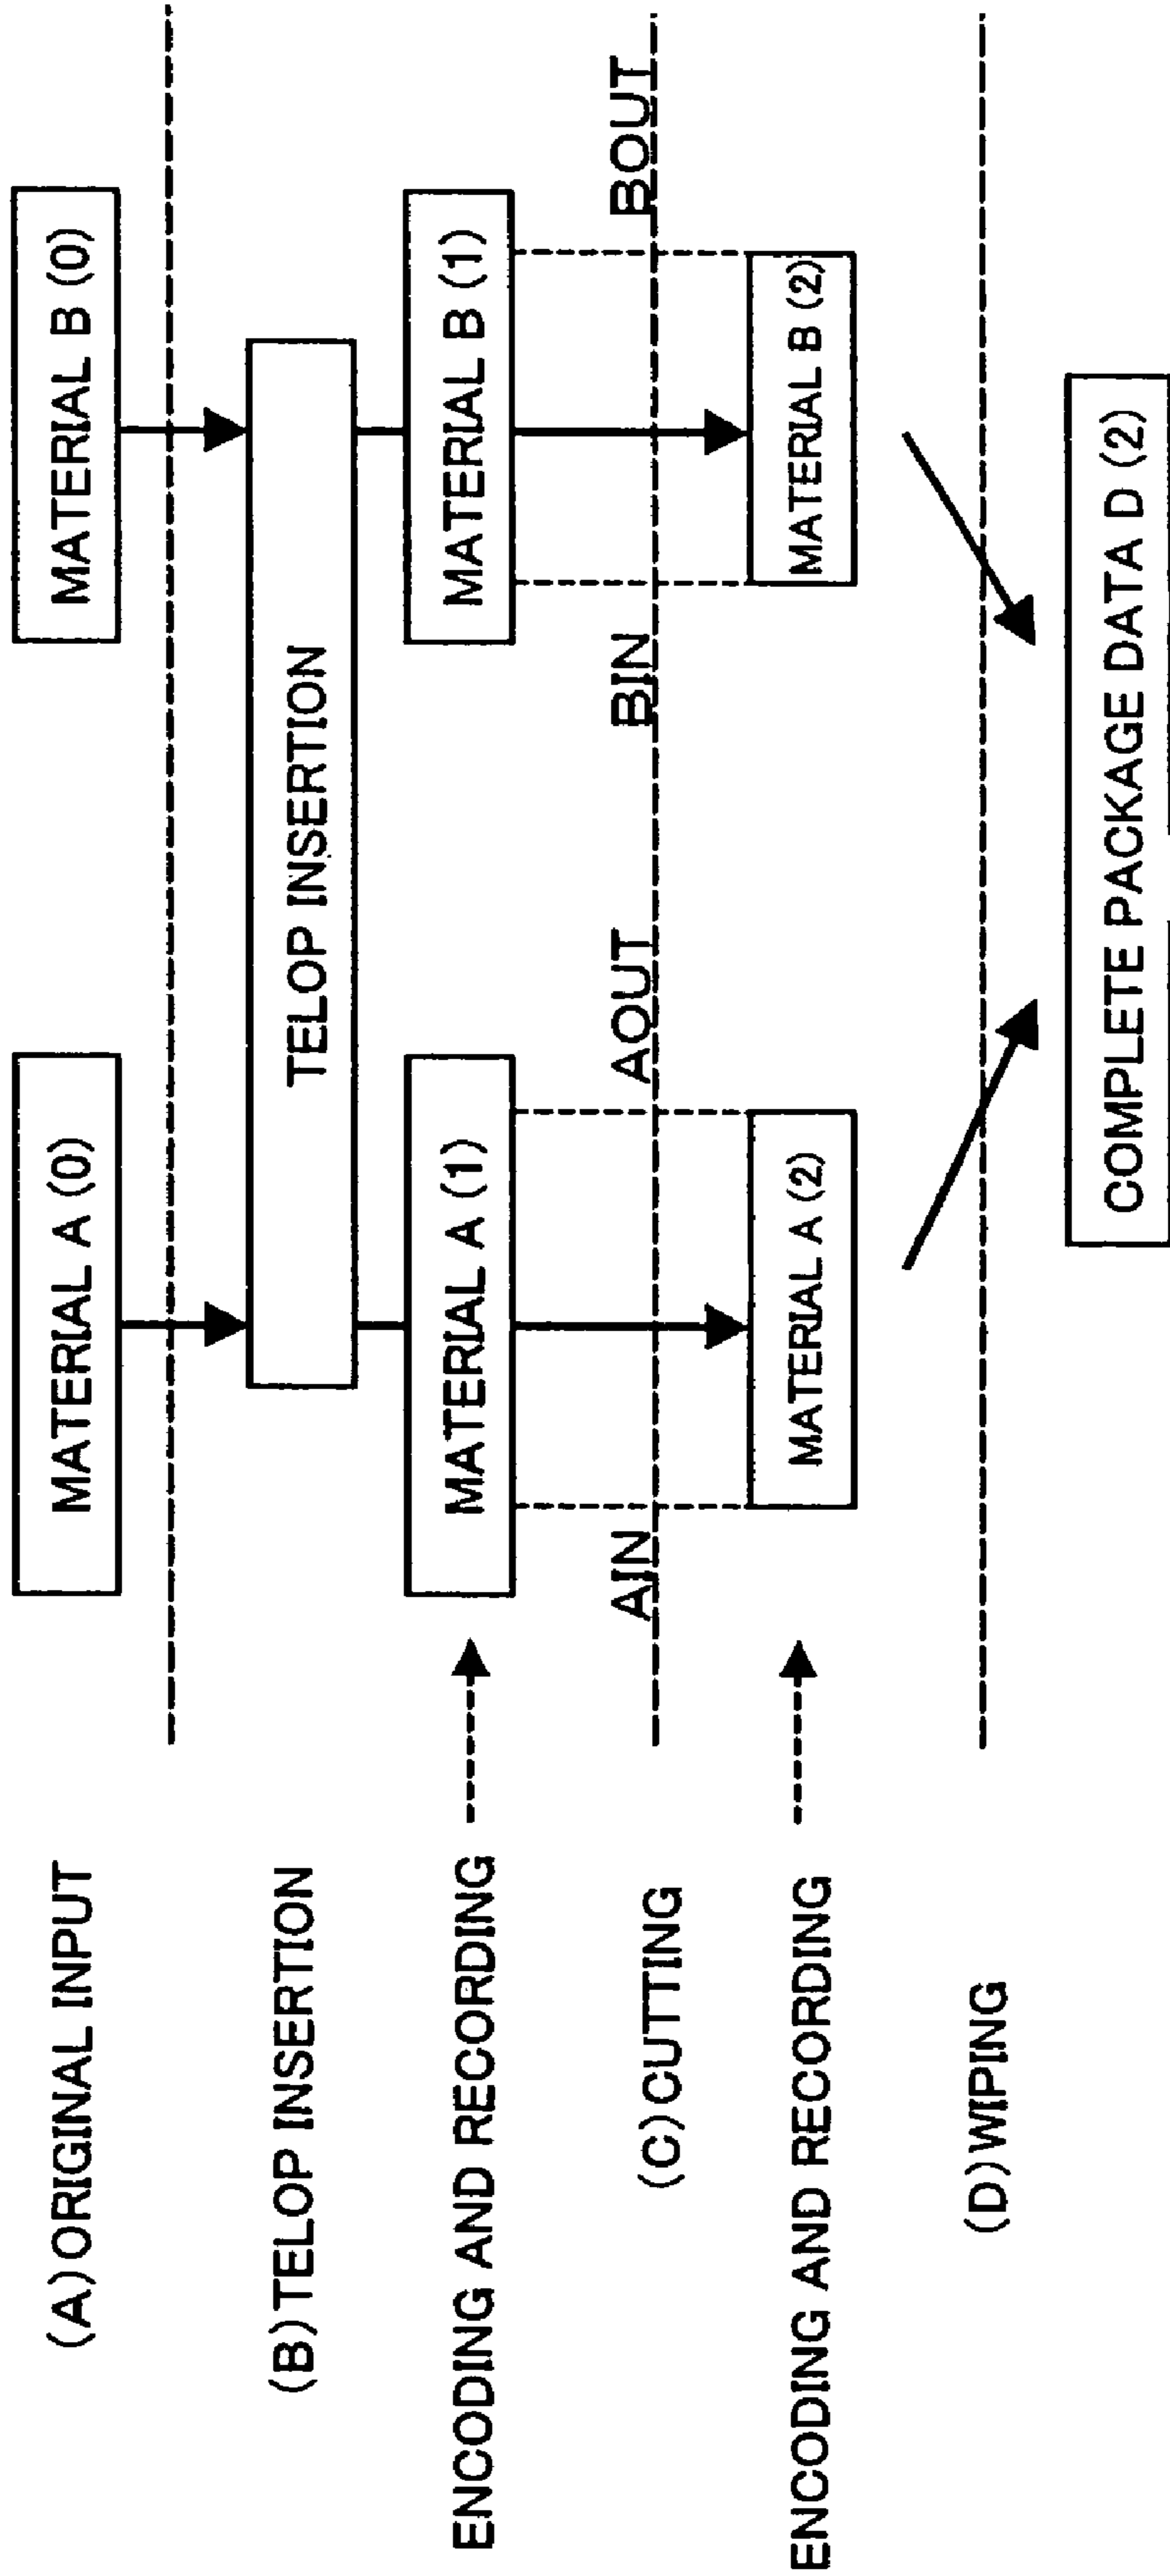 (A)ORIGINAL INPUT
MATERIAL A (0)
MATERIAL B (0)
(B)TELOP INSERTION
TELOP INSERTION
ENCODING AND RECORDING
MATERIAL A (1)
MATERIAL B (1)
(C)CUTTING
AIN
AOUT
BIN
BOUT
ENCODING AND RECORDING
MATERIAL A (2)
MATERIAL B (2)
(D)WIPING
COMPLETE PACKAGE DATA D (2)